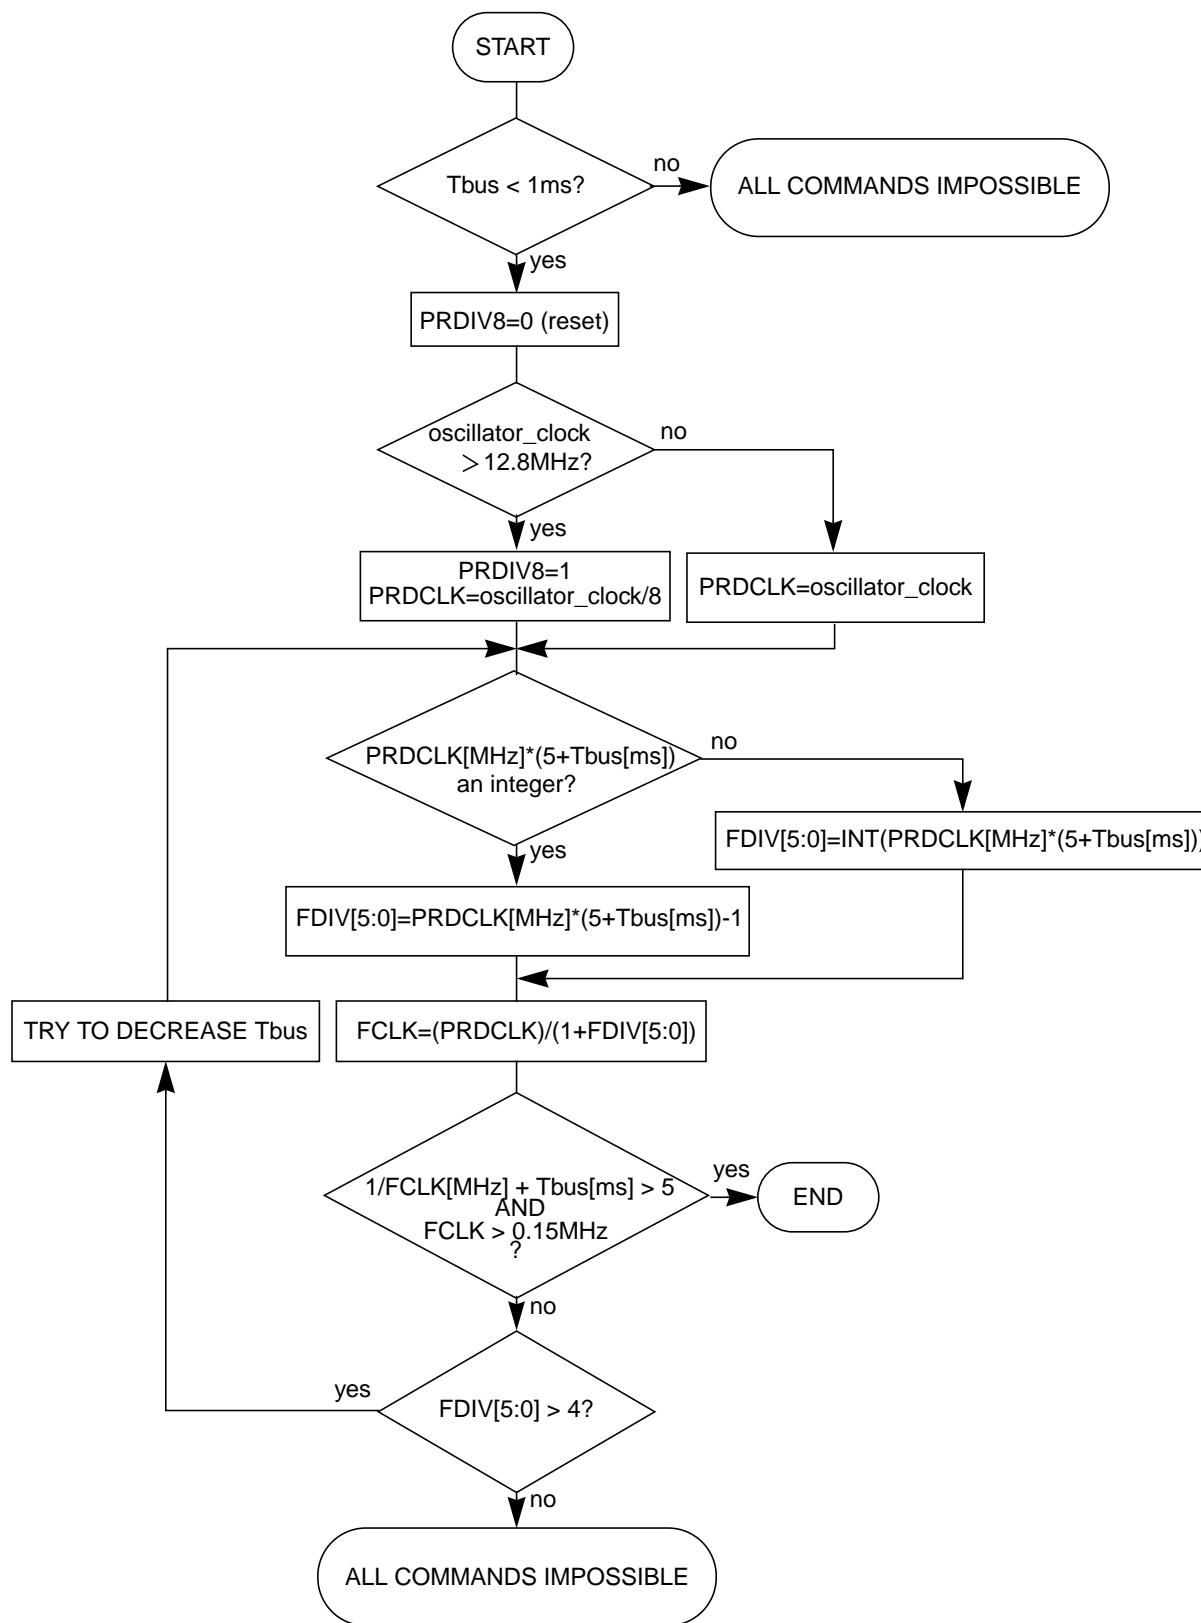 START
Tbus < 1ms?
no
ALL COMMANDS IMPOSSIBLE
yes
PRDIV8=0 (reset)
oscillator_clock
>12.8MHz?
no
yes
PRDIV8=1
PRDCLK=oscillator_clock/8
PRDCLK=oscillator_clock
PRDCLK[MHz]*(5+Tbus[ms])
an integer?
no
yes
FDIV[5:0]=INT(PRDCLK[MHz]*(5+Tbus[ms]))
FDIV[5:0]=PRDCLK[MHz]*(5+Tbus[ms])-1
TRY TO DECREASE Tbus
FCLK=(PRDCLK)/(1+FDIV[5:0])
1/FCLK[MHz] + Tbus[ms] > 5
AND
FCLK > 0.15MHz
?
yes
END
no
FDIV[5:0] > 4?
yes
no
ALL COMMANDS IMPOSSIBLE